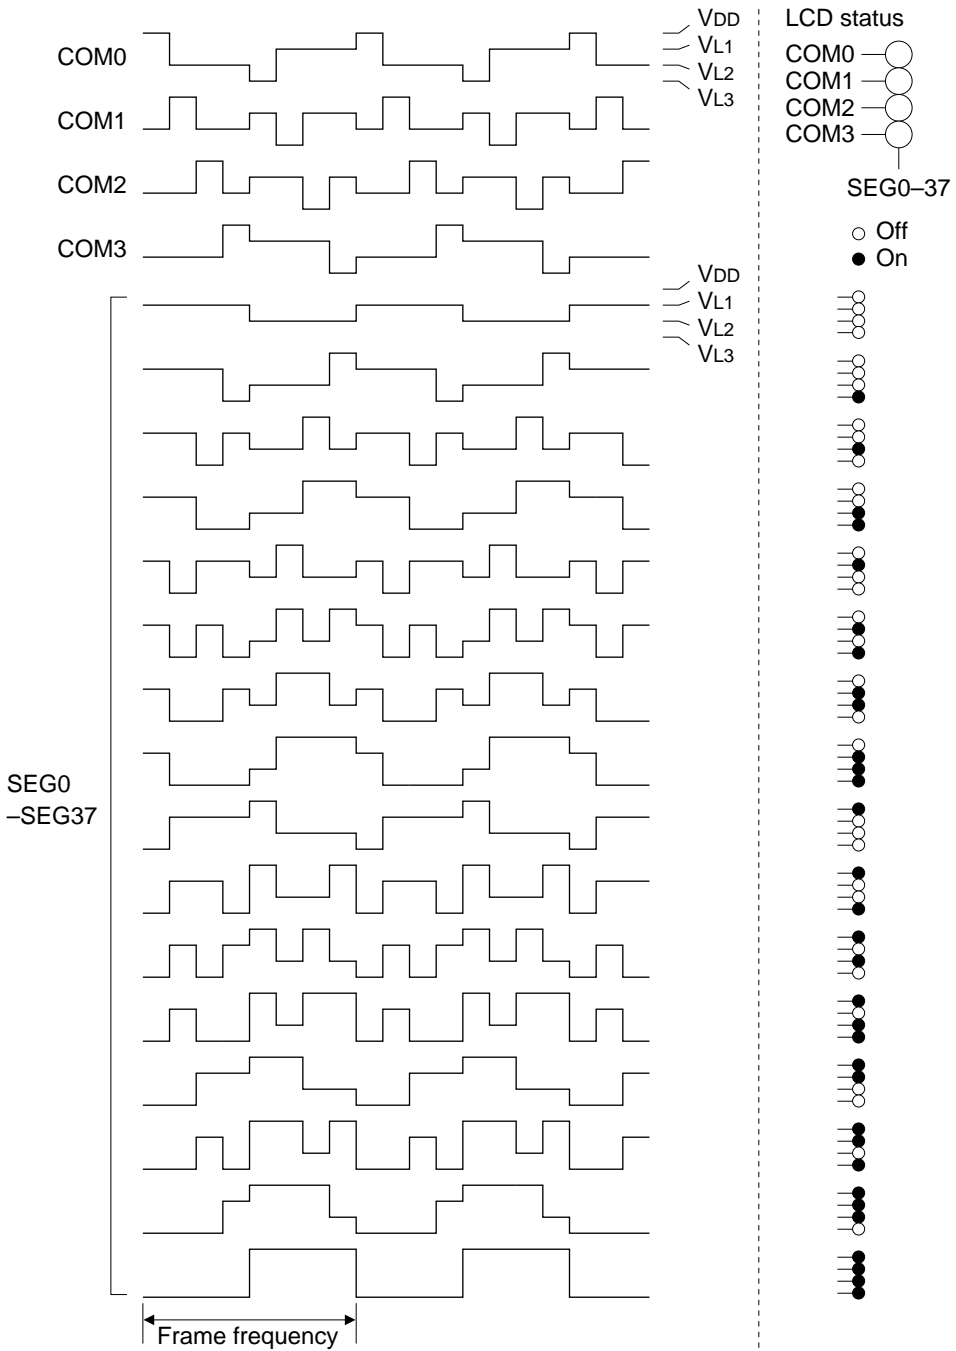 COM0
COM1
COM2
COM3
VDD
VL1
VL2
VL3
VDD
VL1
VL2
VL3
SEG0
–SEG37
Frame frequency
LCD status
COM0
COM1
COM2
COM3
SEG0–37
Off
On